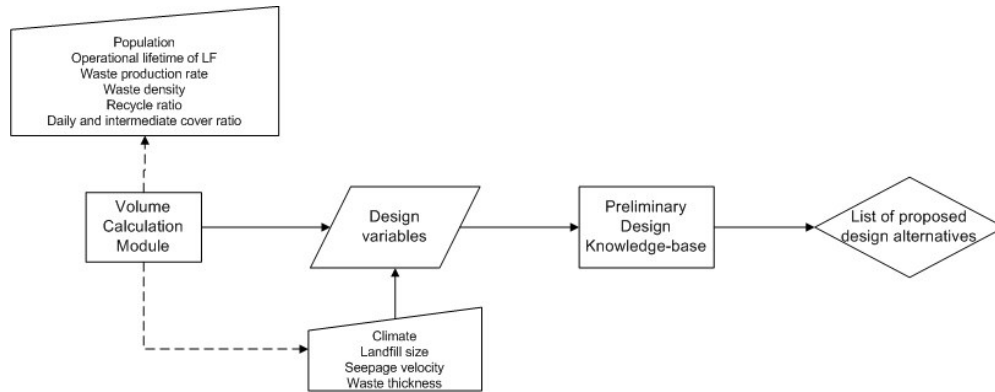 Population
Operational lifetime of LF
Waste production rate
Waste density
Recycle ratio
Daily and intermediate cover ratio
Volume
Calculation
Module
Design
variables
Preliminary
Design
Knowledge-base
List of proposed
design alternatives
Climate
Landfill size
Seepage velocity
Waste thickness